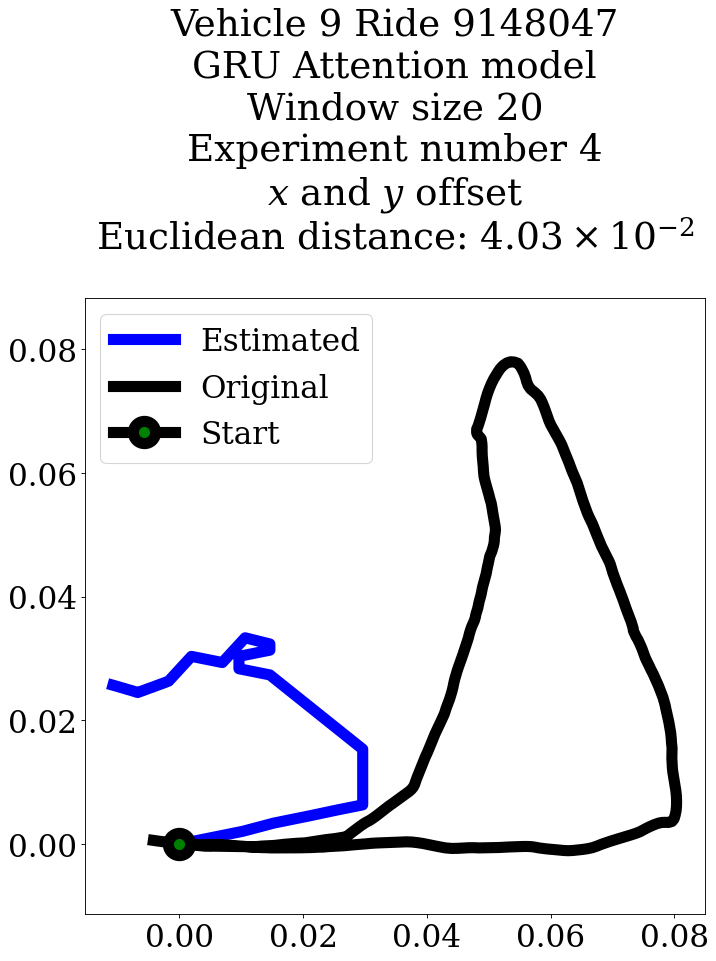 Vehicle 9 Ride 9148047
GRU Attention model
Window size 20
Experiment number 4
x and y offset
Euclidean distance: 4.03 × 10⁻²
Estimated
Original
Start
0.08
0.06
0.04
0.02
0.00
0.00 0.02 0.04 0.06 0.08